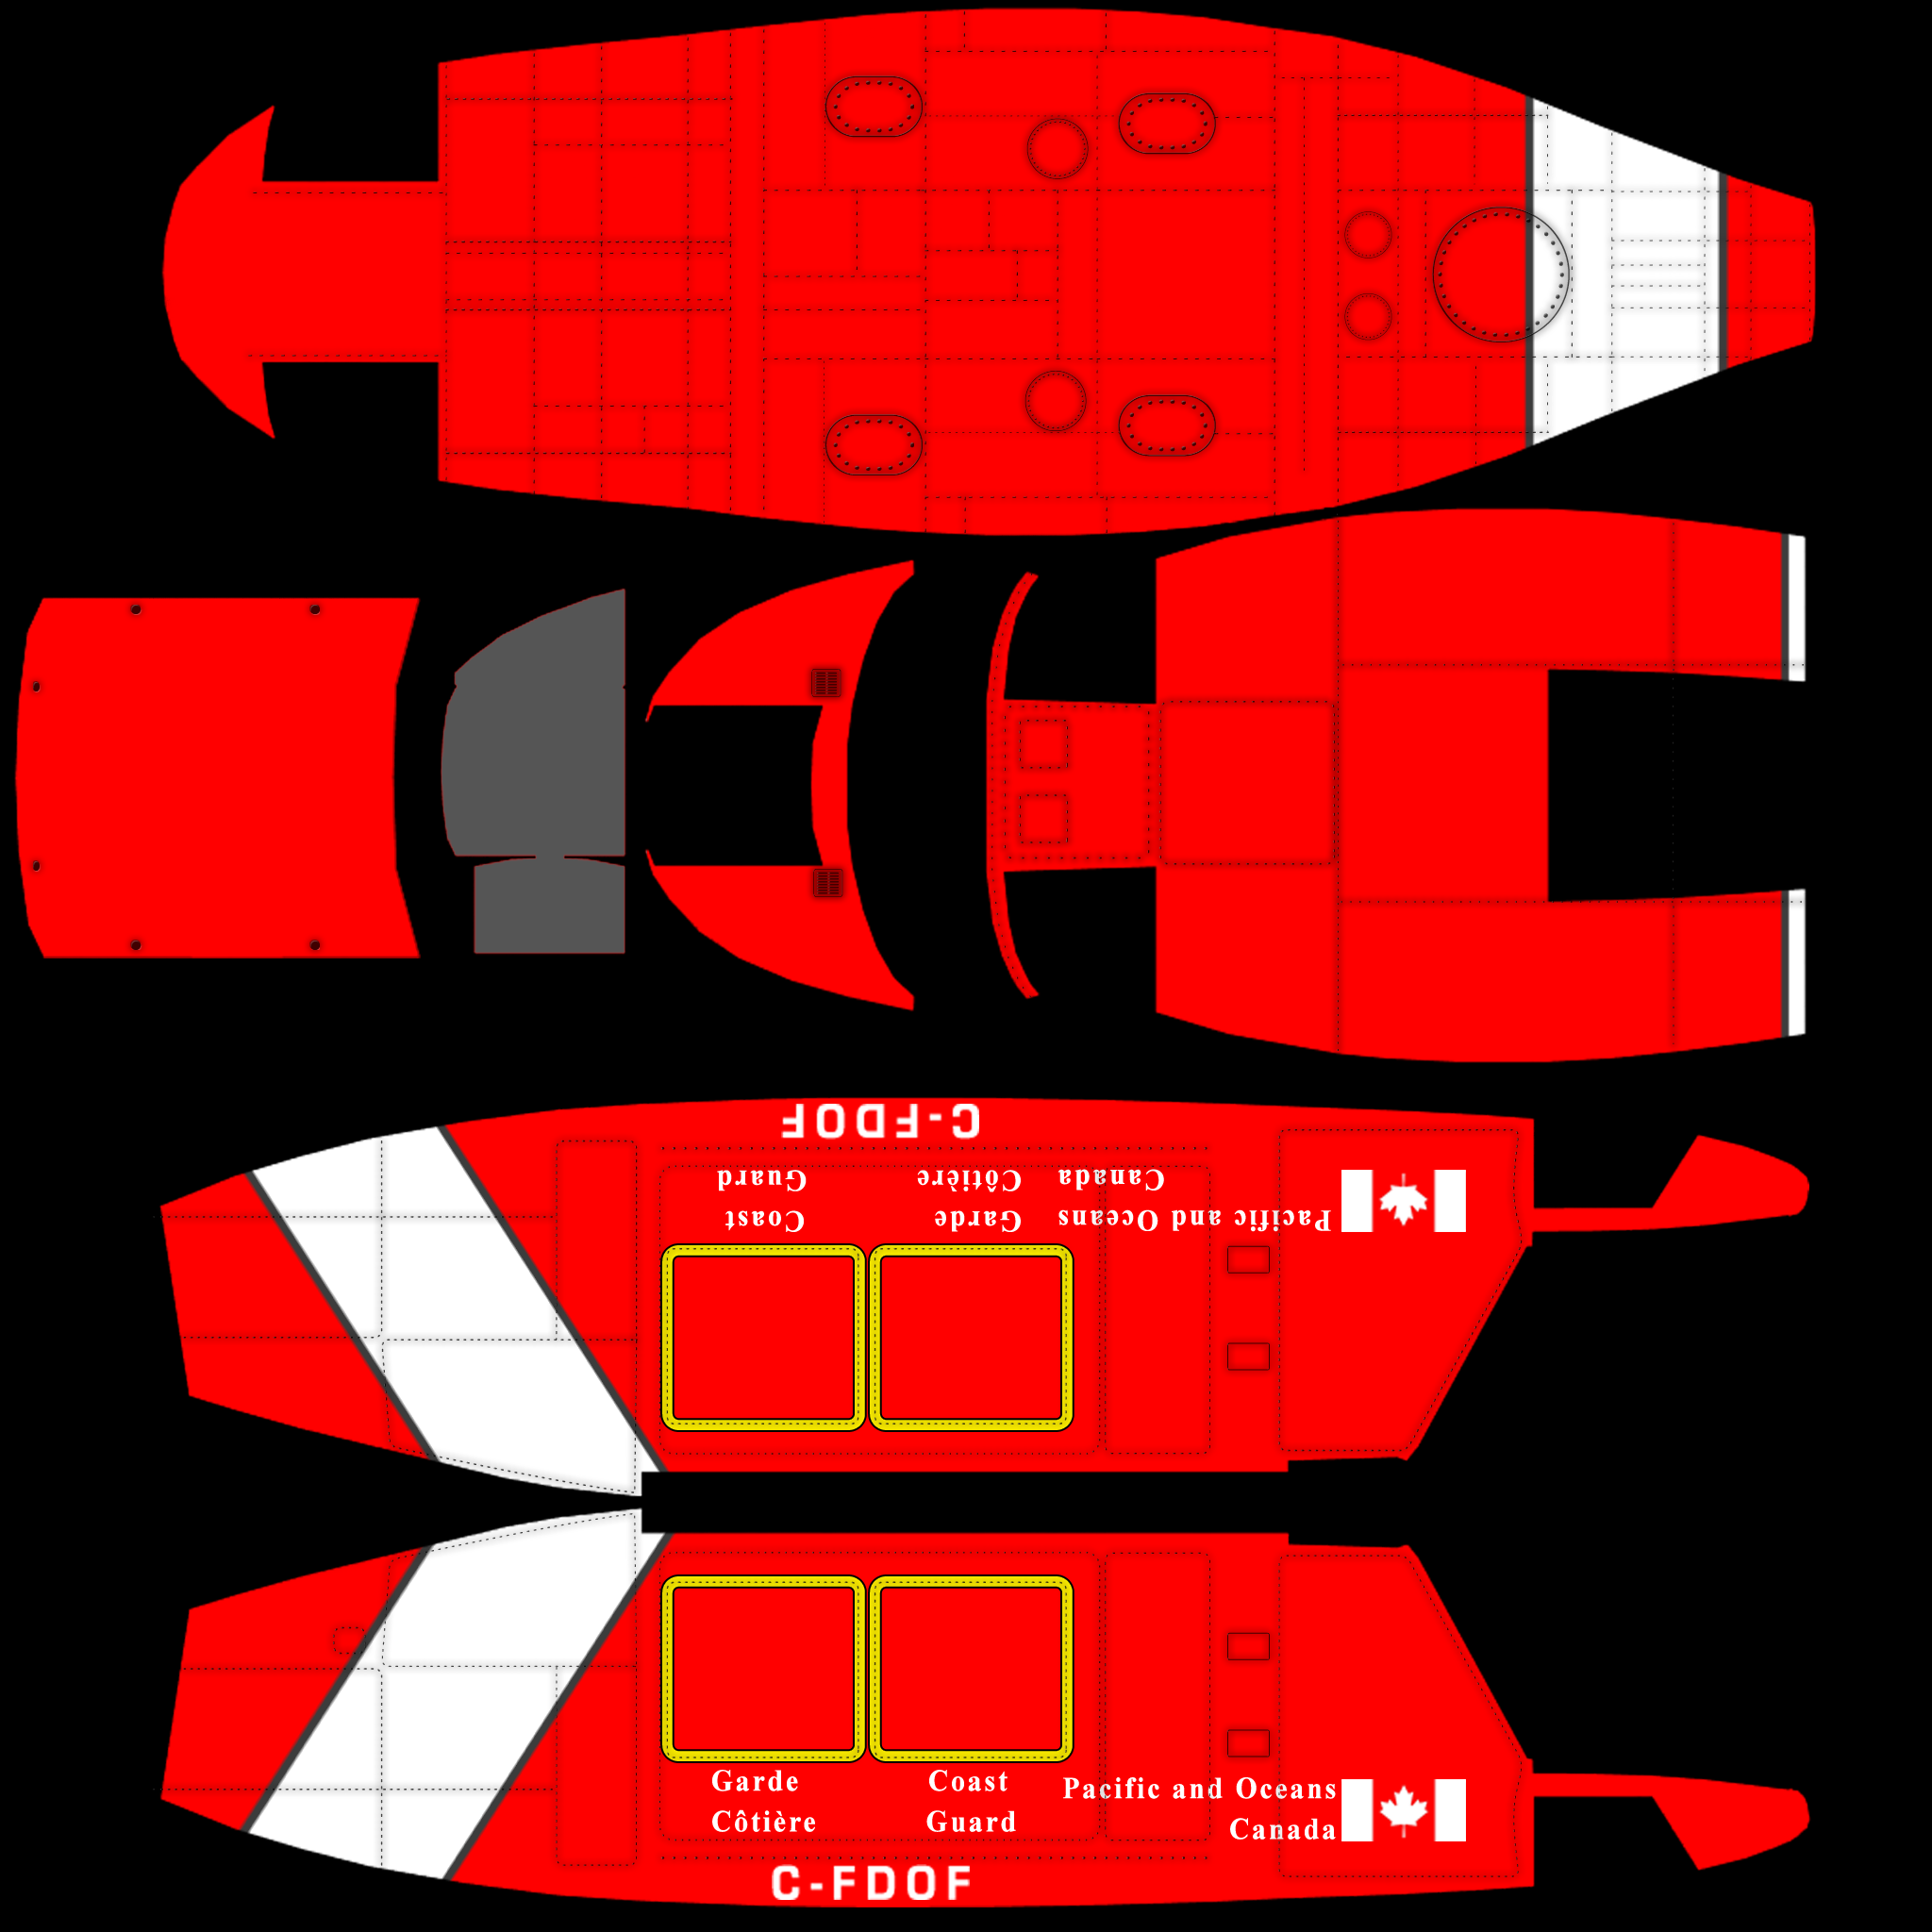 C-FDOF
Coast Guard
Garde Côtière
Pacific and Oceans
Canada
Garde
Côtière
Coast
Guard
Pacific and Oceans
Canada
C-FDOF